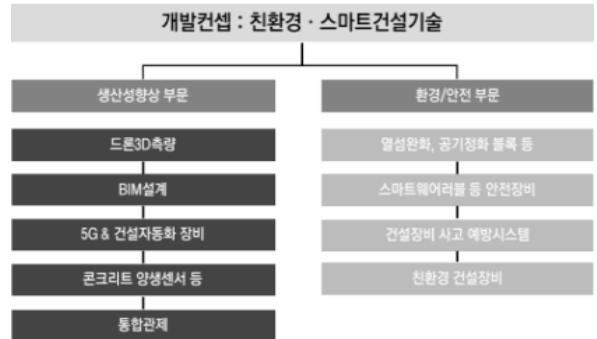 개발컨셉 : 친환경 · 스마트건설기술
생산성향상 부문
드론3D측량
BIM설계
5G & 건설자동화 장비
콘크리트 양생센서 등
통합관제
환경/안전 부문
열섬완화, 공기정화 블록 등
스마트웨어러블 등 안전장비
건설장비 사고 예방시스템
친환경 건설장비